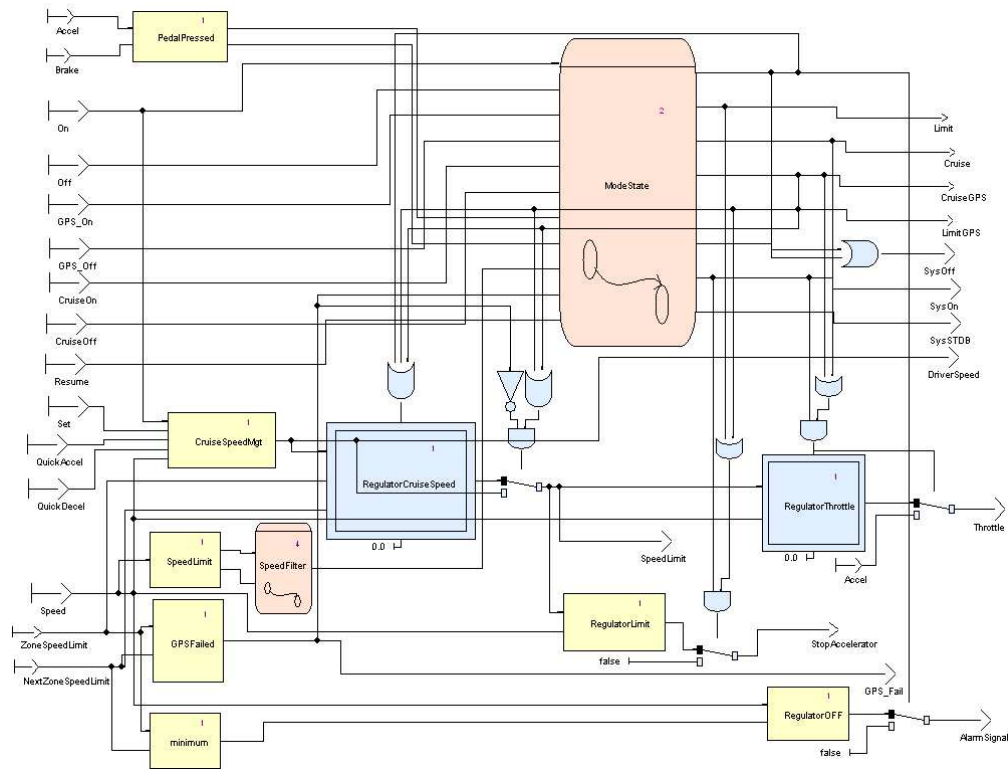 Accel
1
PedalPressed
Brake
On
2
Limit
Cruise
Off
ModeState
CruiseGPS
GPS_On
LimitGPS
GPS_Off
SysOff
CruiseOn
SysOn
CruiseOff
SysSTDB
Resume
DriverSpeed
Set
1
CruiseSpeedMgt
QuickAccel
1
RegulatorCruiseSpeed
QuickDecel
1
RegulatorThrottle
Throttle
0.0
SpeedLimit
0.0
1
SpeedLimit
4
SpeedFilter
Accel
Speed
1
GPSFailed
1
RegulatorLimit
ZoneSpeedLimit
StopAccelerator
false
NextZoneSpeedLimit
GPS_Fail
1
minimum
1
RegulatorOFF
AlarmSignal
false